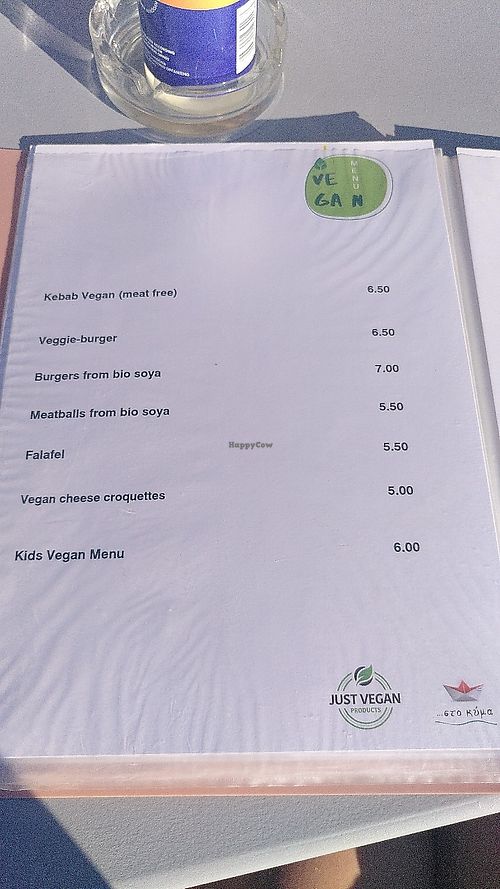 VE
GA N
MENU
Kebab Vegan (meat free) 6.50
Veggie-burger 6.50
Burgers from bio soya 7.00
Meatballs from bio soya 5.50
Falafel 5.50
HappyCow
Vegan cheese croquettes 5.00
Kids Vegan Menu 6.00
JUST VEGAN
PRODUCTS
...στο κύμα